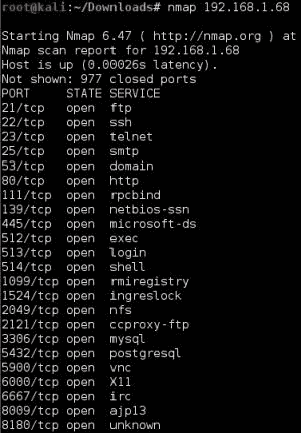 root@kali:~/Downloads# nmap 192.168.1.68
Starting Nmap 6.47 ( http://nmap.org ) at
Nmap scan report for 192.168.1.68
Host is up (0.00026s latency).
Not shown: 977 closed ports
PORT     STATE SERVICE
21/tcp   open  ftp
22/tcp   open  ssh
23/tcp   open  telnet
25/tcp   open  smtp
53/tcp   open  domain
80/tcp   open  http
111/tcp  open  rpcbind
139/tcp  open  netbios-ssn
445/tcp  open  microsoft-ds
512/tcp  open  exec
513/tcp  open  login
514/tcp  open  shell
1099/tcp open  rmiregistry
1524/tcp open  ingreslock
2049/tcp open  nfs
2121/tcp open  ccproxy-ftp
3306/tcp open  mysql
5432/tcp open  postgresql
5900/tcp open  vnc
6000/tcp open  X11
6667/tcp open  irc
8009/tcp open  ajp13
8180/tcp open  unknown